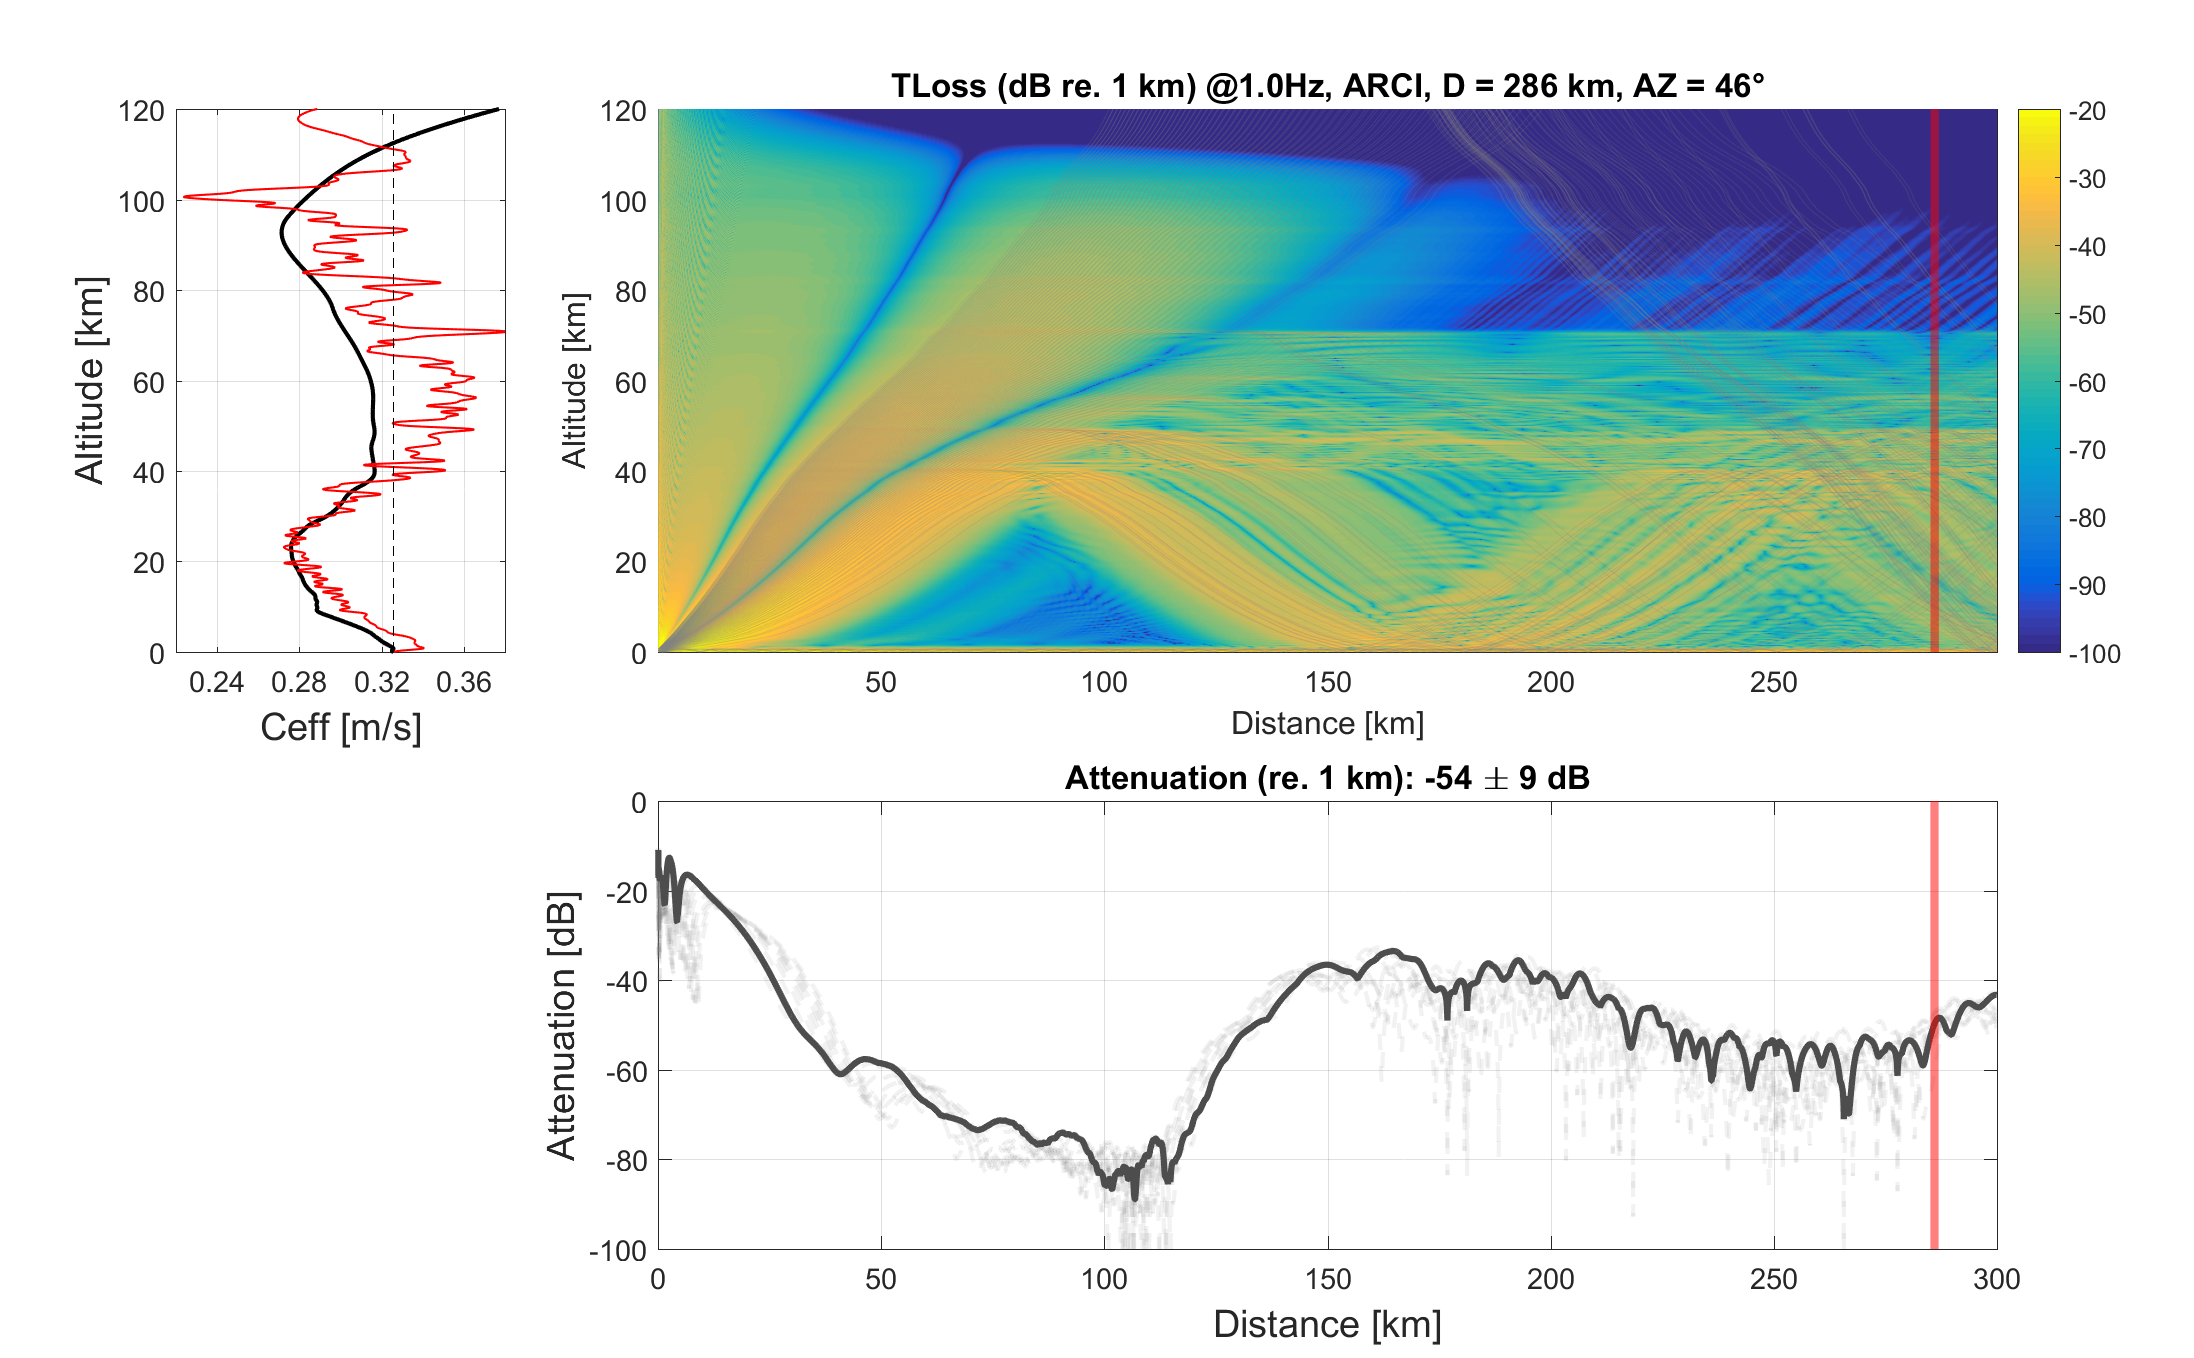 TLoss (dB re. 1 km) @1.0Hz, ARCI, D = 286 km, AZ = 46°
120
100
80
60
40
20
0
Altitude [km]
0.24 0.28 0.32 0.36
Ceff [m/s]
120
100
80
60
40
20
0
Altitude [km]
50 100 150 200 250
Distance [km]
-20
-30
-40
-50
-60
-70
-80
-90
-100
Attenuation (re. 1 km): -54 ± 9 dB
0
-20
-40
-60
-80
-100
Attenuation [dB]
0 50 100 150 200 250 300
Distance [km]